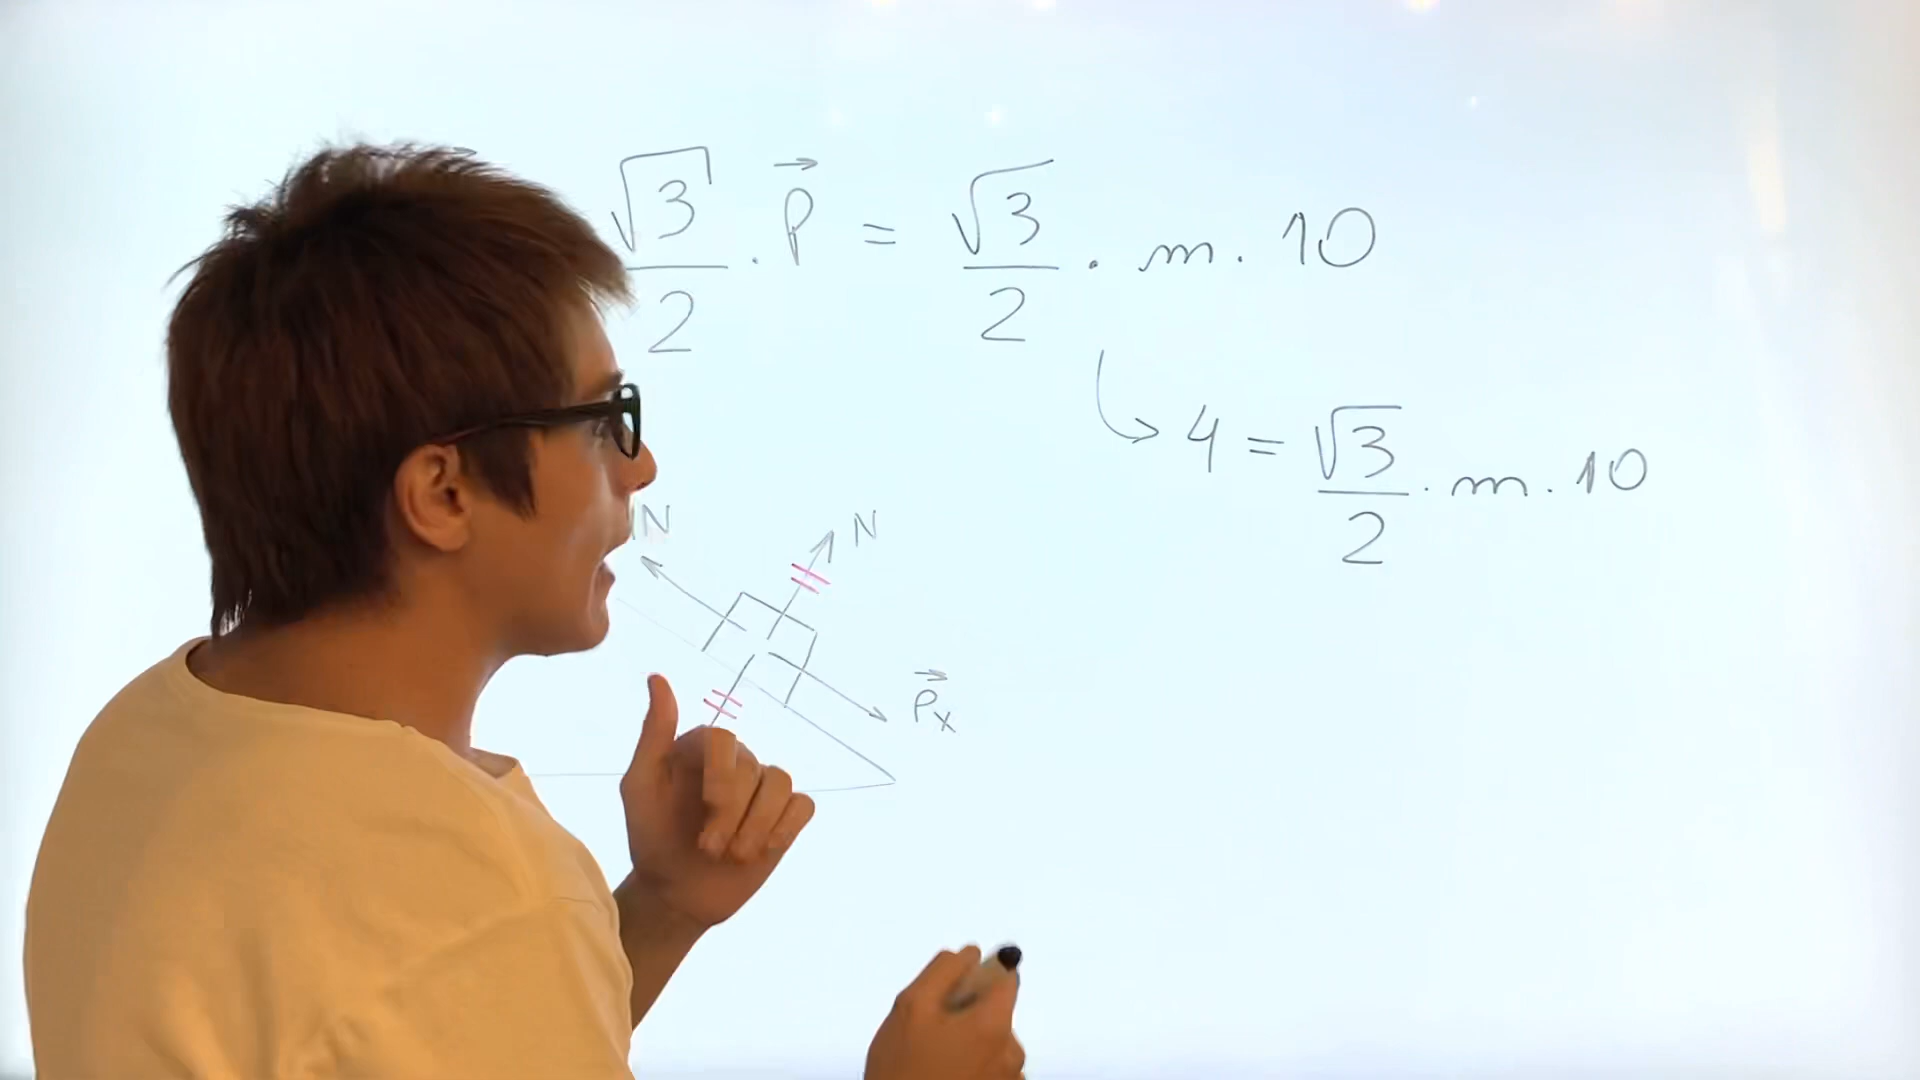 √3/2 · P⃗ = √3/2 · m · 10
4 = √3/2 · m · 10
N
N
P⃗x